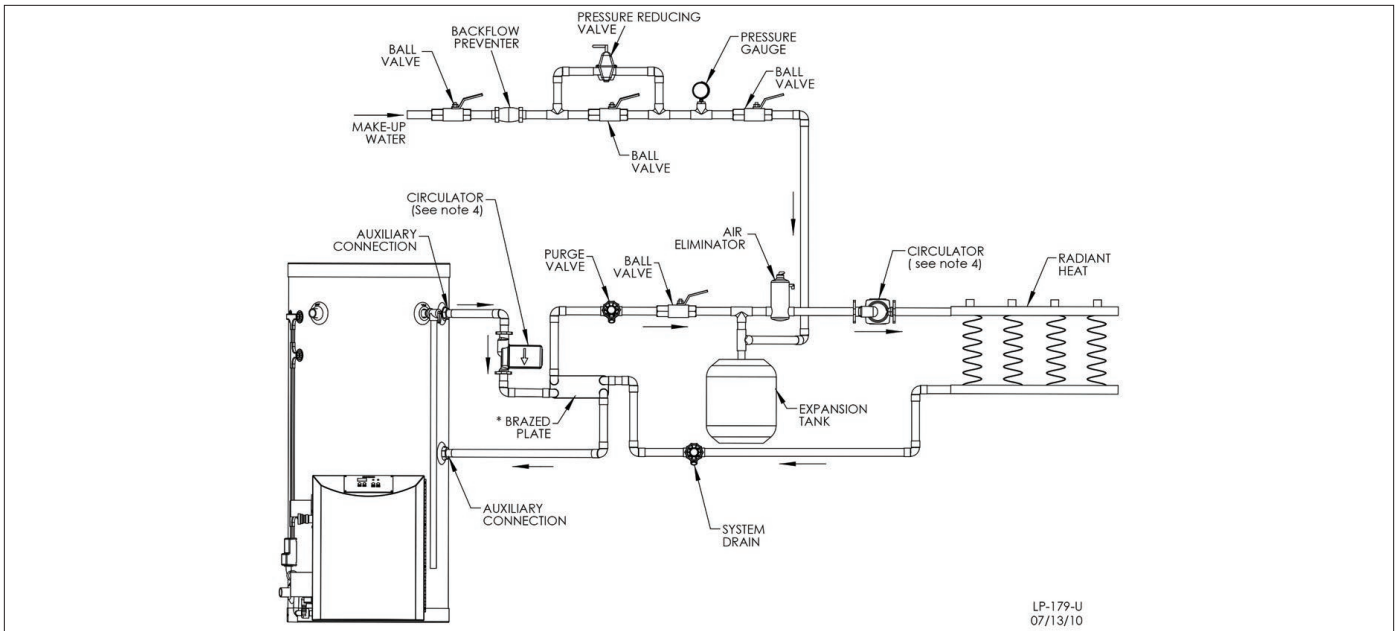 PRESSURE REDUCING
VALVE
BACKFLOW
PREVENTER
BALL
VALVE
PRESSURE
GAUGE
BALL
VALVE
MAKE-UP
WATER
BALL
VALVE
CIRCULATOR
(See note 4)
AUXILIARY
CONNECTION
PURGE
VALVE
BALL
VALVE
AIR
ELIMINATOR
CIRCULATOR
( see note 4)
RADIANT
HEAT
* BRAZED
PLATE
EXPANSION
TANK
AUXILIARY
CONNECTION
SYSTEM
DRAIN
LP-179-U
07/13/10